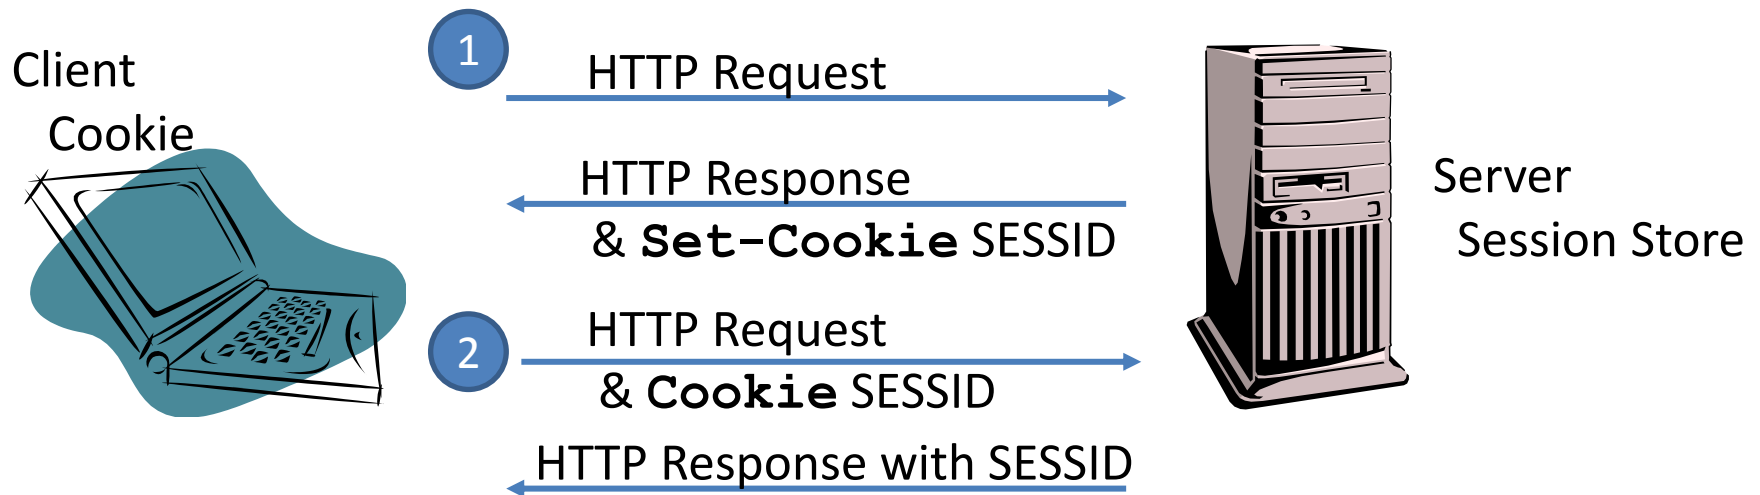 Client
Cookie
1
HTTP Request
HTTP Response
& Set-Cookie SESSID
Server
Session Store
2
HTTP Request
& Cookie SESSID
HTTP Response with SESSID